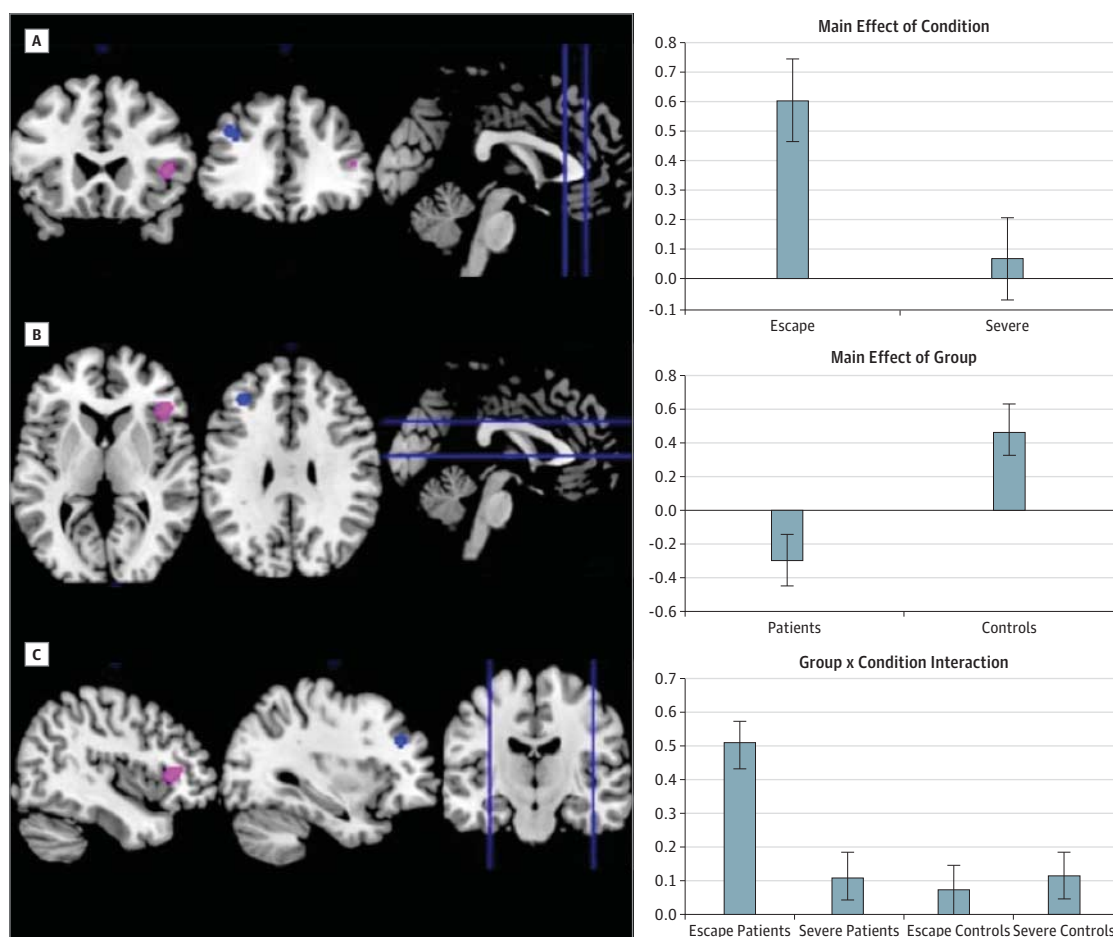 A
B
C
Main Effect of Condition
0.8
0.7
0.6
0.5
0.4
0.3
0.2
0.1
0.0
-0.1
Escape Severe
Main Effect of Group
0.8
0.6
0.4
0.2
0.0
-0.2
-0.4
-0.6
Patients Controls
Group x Condition Interaction
0.7
0.6
0.5
0.4
0.3
0.2
0.1
0.0
Escape Patients Severe Patients Escape Controls Severe Controls